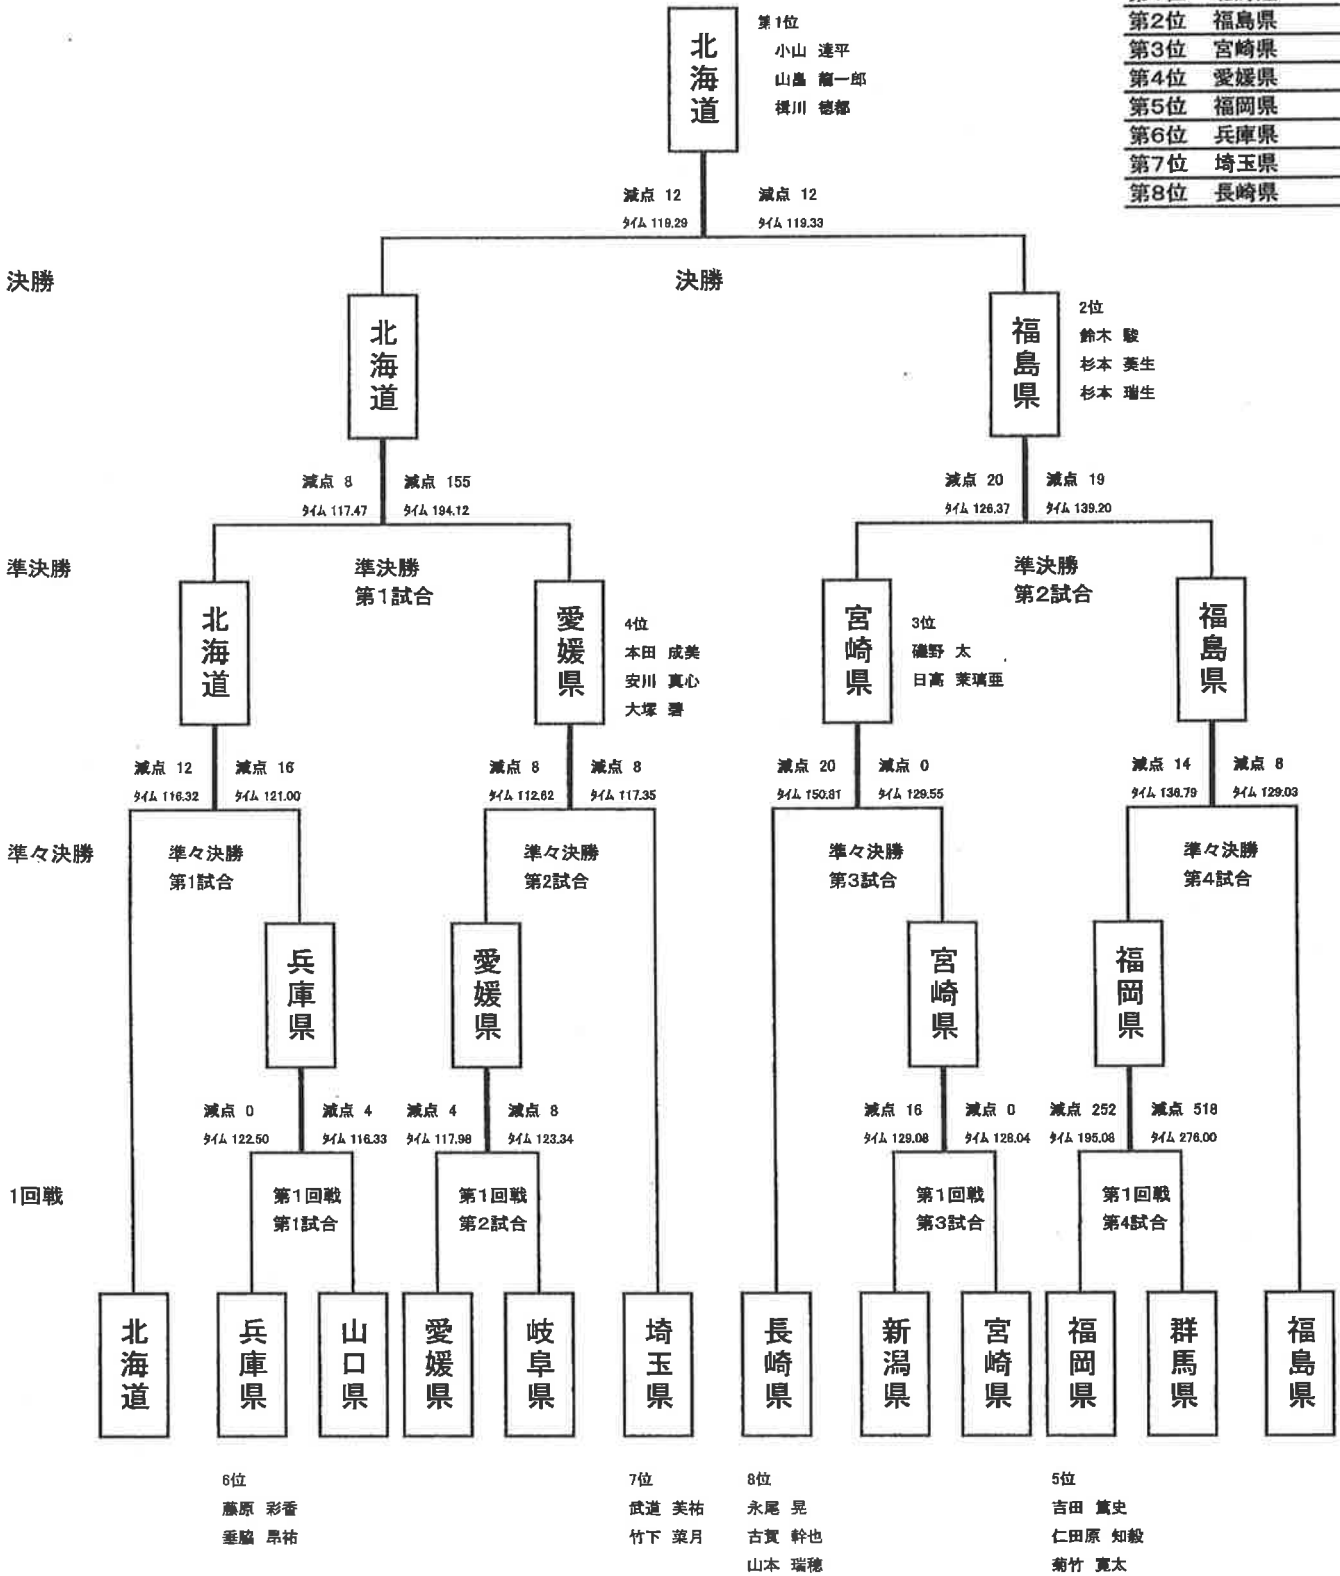 第2位 福島県
第3位 宮崎県
第4位 愛媛県
第5位 福岡県
第6位 兵庫県
第7位 埼玉県
第8位 長崎県
北海道
第1位
小山 達平
山畠 龍一郎
徳都
減点 12 減点 12
タイム 119.29 タイム 119.33
決勝 決勝
北海道
福島県
2位
鈴木 駿
杉本 英生
杉本 瑞生
減点 8 減点 155
タイム 117.47 タイム 194.12
減点 20 減点 19
タイム 126.37 タイム 139.20
準決勝
準決勝
第1試合
準決勝
第2試合
北海道
愛媛県
4位
本田 成美
安川 真心
大塚 碧
宮崎県
3位
磯野 太
日高 茉璃亜
福島県
減点 12 減点 16
タイム 116.32 タイム 121.00
減点 8 減点 8
タイム 112.62 タイム 117.35
減点 20 減点 0
タイム 150.81 タイム 129.55
減点 14 減点 8
タイム 136.79 タイム 129.03
準々決勝
準々決勝
第1試合
準々決勝
第2試合
準々決勝
第3試合
準々決勝
第4試合
兵庫県
愛媛県
宮崎県
福岡県
減点 0 減点 4
タイム 122.50 タイム 116.33
減点 4 減点 8
タイム 117.98 タイム 123.34
減点 16 減点 0
タイム 129.08 タイム 128.04
減点 252 減点 518
タイム 195.08 タイム 276.00
1回戦
第1回戦
第1試合
第1回戦
第2試合
第1回戦
第3試合
第1回戦
第4試合
北海道
兵庫県
山口県
愛媛県
岐阜県
埼玉県
長崎県
新潟県
宮崎県
福岡県
群馬県
福島県
6位
藤原 彩香
垂脇 昂祐
7位
武道 美祐
竹下 菜月
8位
永尾 晃
古賀 幹也
山本 瑞穂
5位
吉田 篤史
仁田原 知毅
菊竹 寛太